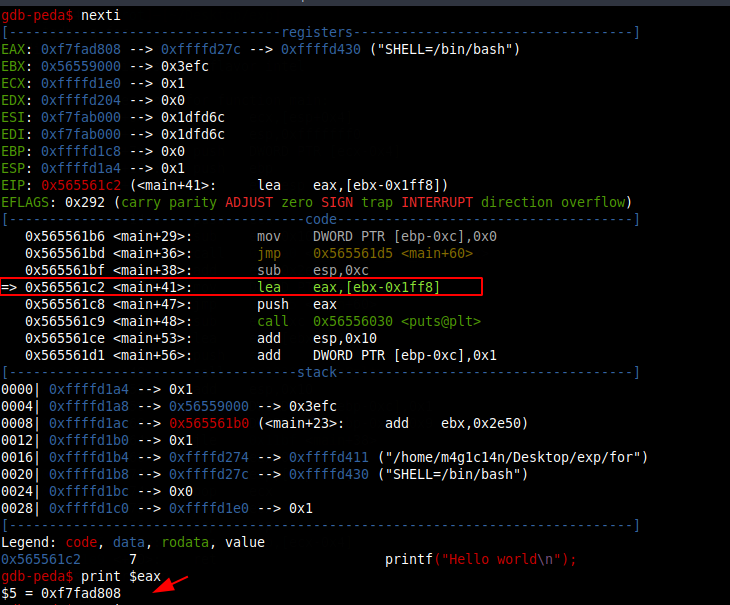 gdb-peda$ nexti
[----------------------------------registers-----------------------------------]
EAX: 0xf7fad808 --> 0xffffd27c --> 0xffffd430 ("SHELL=/bin/bash")
EBX: 0x56559000 --> 0x3efc
ECX: 0xffffd1e0 --> 0x1
EDX: 0xffffd204 --> 0x0
ESI: 0xf7fab000 --> 0x1dfd6c
EDI: 0xf7fab000 --> 0x1dfd6c
EBP: 0xffffd1c8 --> 0x0
ESP: 0xffffd1a4 --> 0x1
EIP: 0x565561c2 (<main+41>:     lea    eax,[ebx-0x1ff8])
EFLAGS: 0x292 (carry parity ADJUST zero SIGN trap INTERRUPT direction overflow)
[-------------------------------------code-------------------------------------]
   0x565561b6 <main+29>:     mov    DWORD PTR [ebp-0xc],0x0
   0x565561bd <main+36>:     jmp    0x565561d5 <main+60>
   0x565561bf <main+38>:     sub    esp,0xc
=> 0x565561c2 <main+41>:     lea    eax,[ebx-0x1ff8]
   0x565561c8 <main+47>:     push   eax
   0x565561c9 <main+48>:     call   0x56556030 <puts@plt>
   0x565561ce <main+53>:     add    esp,0x10
   0x565561d1 <main+56>:     add    DWORD PTR [ebp-0xc],0x1
[------------------------------------stack-------------------------------------]
0000| 0xffffd1a4 --> 0x1
0004| 0xffffd1a8 --> 0x56559000 --> 0x3efc
0008| 0xffffd1ac --> 0x565561b0 (<main+23>:     add    ebx,0x2e50)
0012| 0xffffd1b0 --> 0x1
0016| 0xffffd1b4 --> 0xffffd274 --> 0xffffd411 ("/home/m4g1c14n/Desktop/exp/for")
0020| 0xffffd1b8 --> 0xffffd27c --> 0xffffd430 ("SHELL=/bin/bash")
0024| 0xffffd1bc --> 0x0
0028| 0xffffd1c0 --> 0xffffd1e0 --> 0x1
[------------------------------------------------------------------------------]
Legend: code, data, rodata, value
0x565561c2      7                               printf("Hello world\n");
gdb-peda$ print $eax
$5 = 0xf7fad808